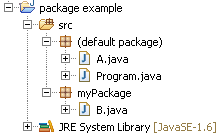 package example
src
(default package)
A.java
Program.java
myPackage
B.java
JRE System Library [JavaSE-1.6]